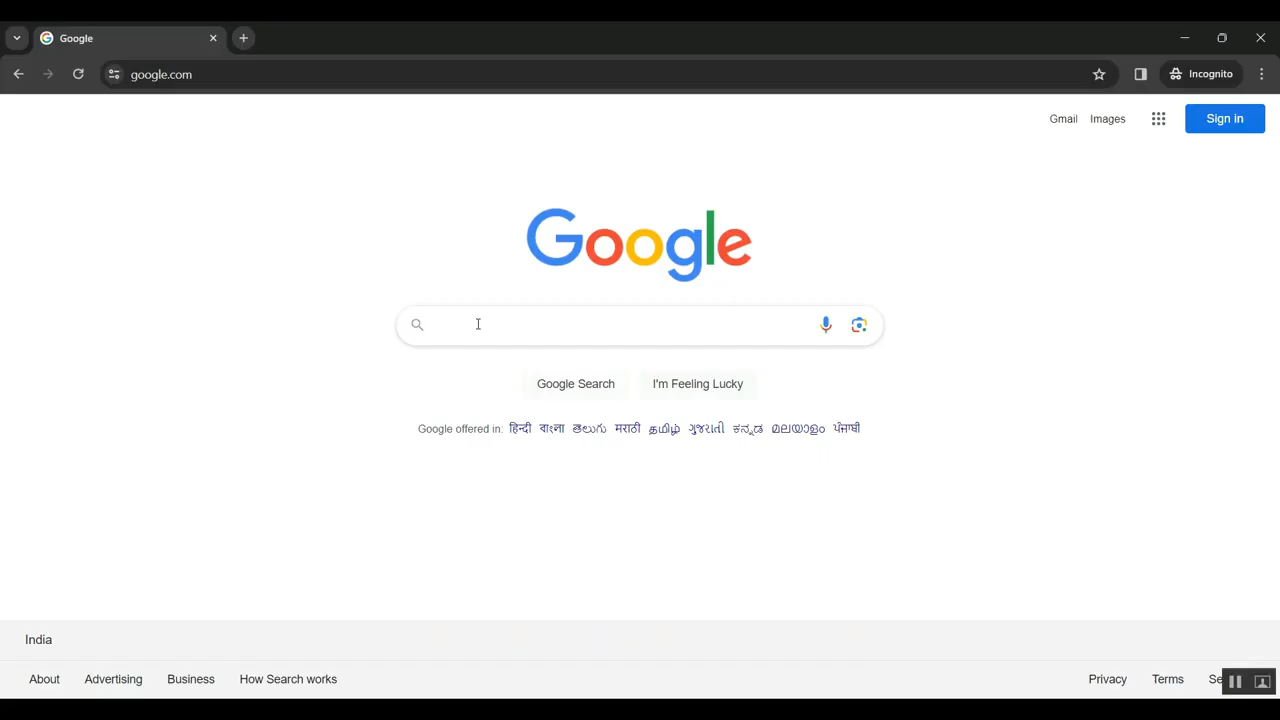 Google
google.com
Incognito
Gmail Images Sign in
Google
Google Search I'm Feeling Lucky
Google offered in: हिन्दी বাংলা తెలుగు मराठी தமிழ் ગુજરાતી ಕನ್ನಡ മലയാളം ਪੰਜਾਬੀ
India
About Advertising Business How Search works Privacy Terms Se